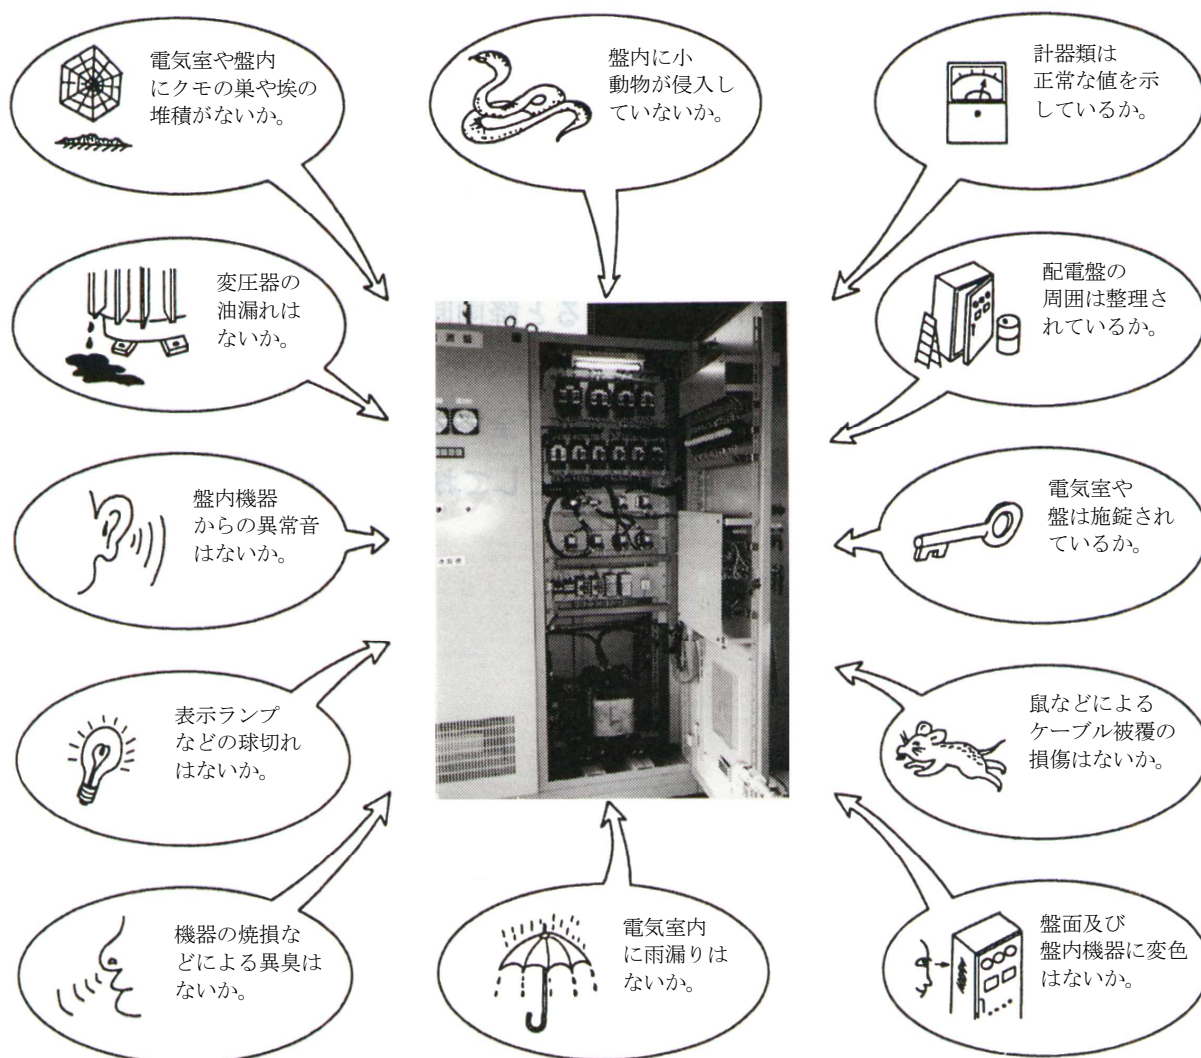 電気室や盤内
にクモの巣や埃の
堆積がないか。
盤内に小
動物が侵入し
ていないか。
計器類は
正常な値を示
しているか。
変圧器の
油漏れは
ないか。
配電盤の
周囲は整理さ
れているか。
盤内機器
からの異常音
はないか。
電気室や
盤は施錠され
ているか。
表示ランプ
などの球切れ
はないか。
鼠などによる
ケーブル被覆の
損傷はないか。
機器の焼損な
どによる異臭は
ないか。
電気室内
に雨漏りは
ないか。
盤面及び
盤内機器に変色
はないか。